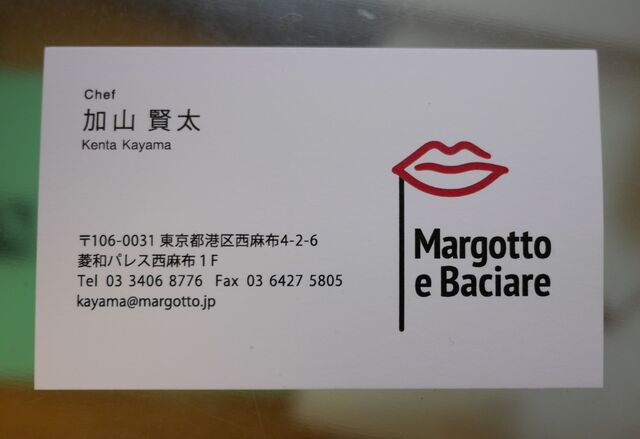 Chef
加山 賢太
Kenta Kayama
〒106-0031 東京都港区西麻布4-2-6
菱和パレス西麻布1F
Tel 03 3406 8776 Fax 03 6427 5805
kayama@margotto.jp
Margotto
e Baciare